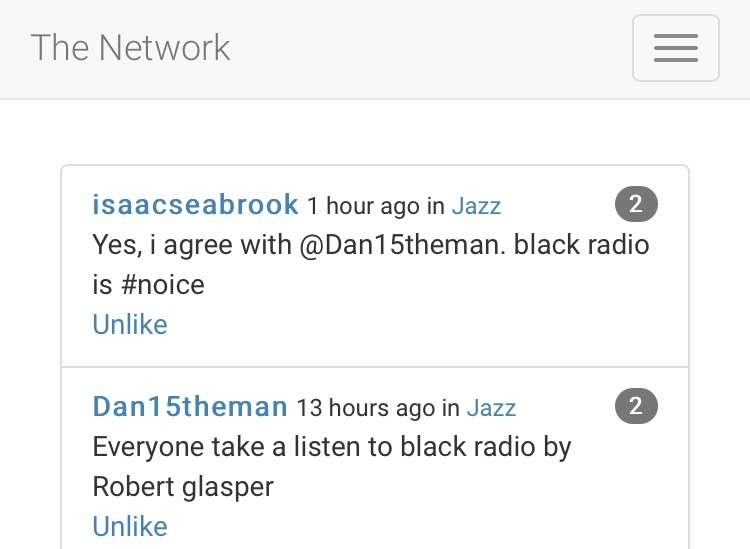 The Network
isaacseabrook 1 hour ago in Jazz 2
Yes, i agree with @Dan15theman. black radio
is #noice
Unlike
Dan15theman 13 hours ago in Jazz 2
Everyone take a listen to black radio by
Robert glasper
Unlike